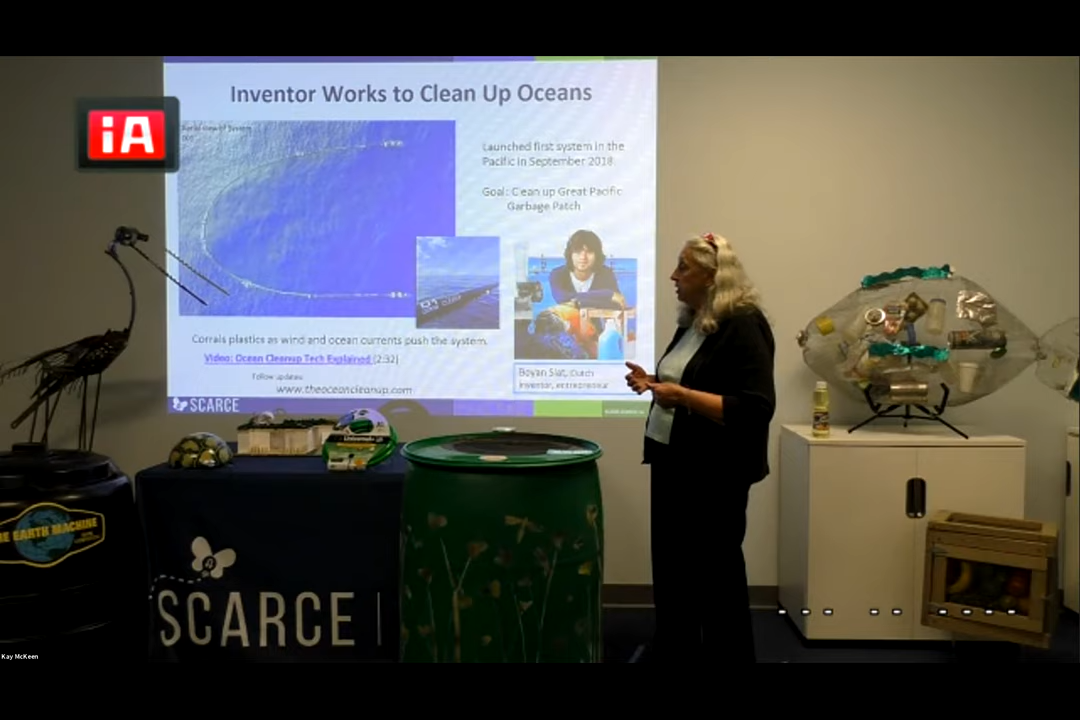 Inventor Works to Clean Up Oceans
iA
Launched first system in the
Pacific in September 2018.
Goal: Clean up Great Pacific
Garbage Patch
Corrals plastics as wind and ocean currents push the system.
Video: Ocean Cleanup Tech Explained (2:32)
Follow updates:
www.theoceancleanup.com
Boyan Slat, Dutch
inventor, entrepreneur
SCARCE
THE EARTH MACHINE
SCARCE
Kay McKeen